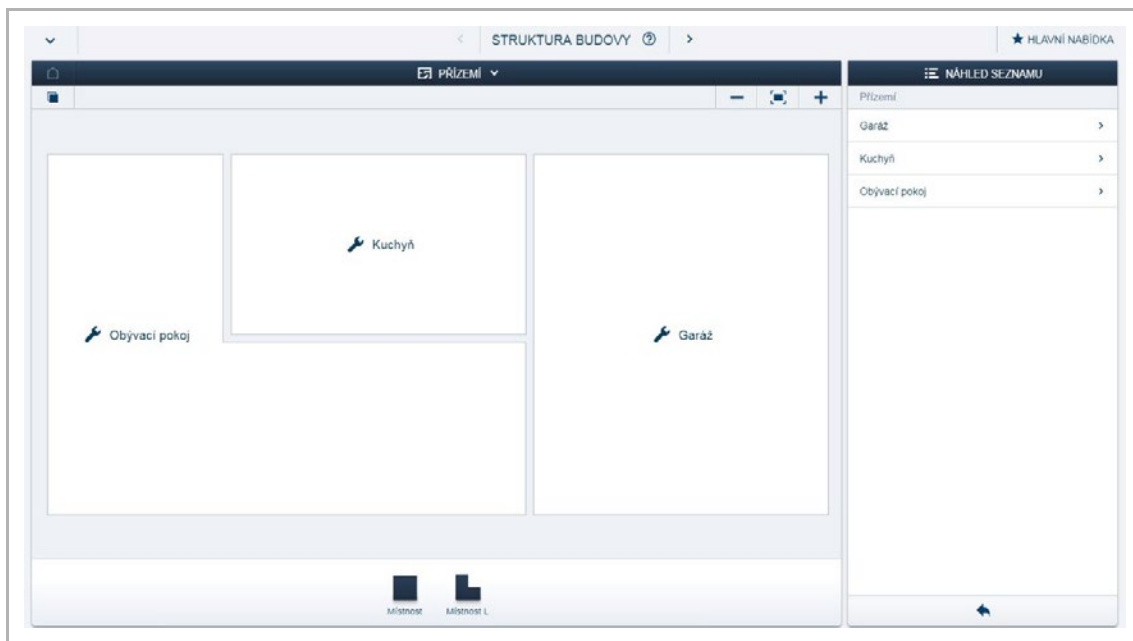 STRUKTURA BUDOVY
HLAVNÍ NABÍDKA
PŘÍZEMÍ
NÁHLED SEZNAMU
Přízemí
Garáž
Kuchyň
Obývací pokoj
Kuchyň
Obývací pokoj
Garáž
Místnost
Místnost L